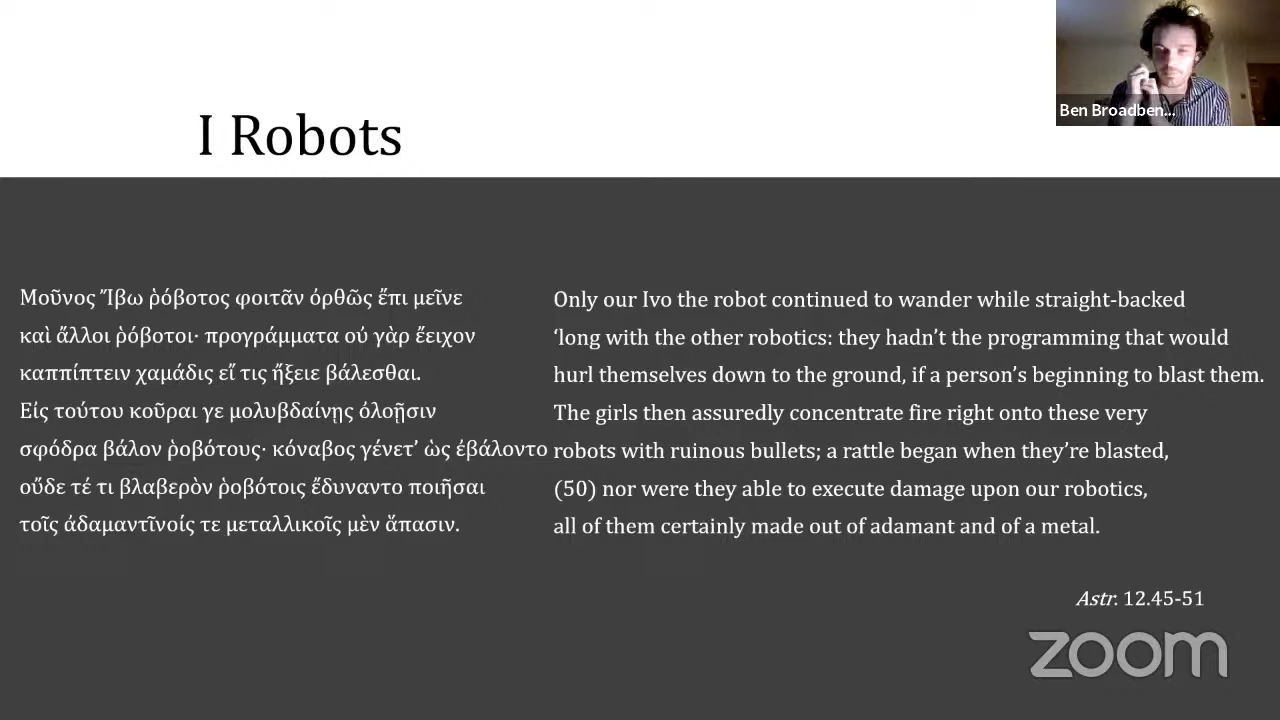 I Robots
Ben Broadben...
Μοῦνος Ἴβω ῥόβοτος φοιτᾶν ὀρθῶς ἔπι μεῖνε
καὶ ἄλλοι ῥόβοτοι· προγράμματα οὐ γὰρ ἔειχον
καππίπτειν χαμάδις εἴ τις ἤξειε βάλεσθαι.
Εἰς τούτου κοῦραι γε μολυβδαίνῃς ὀλοῇσιν
σφόδρα βάλον ῥοβότους· κόναβος γένετ’ ὡς ἐβάλοντο
οὔδε τέ τι βλαβερὸν ῥοβότοις ἔδυναντο ποιῆσαι
τοῖς ἀδαμαντῖνοίς τε μεταλλικοῖς μὲν ἅπασιν.
Only our Ivo the robot continued to wander while straight-backed
‘long with the other robotics: they hadn’t the programming that would
hurl themselves down to the ground, if a person’s beginning to blast them.
The girls then assuredly concentrate fire right onto these very
robots with ruinous bullets; a rattle began when they’re blasted,
(50) nor were they able to execute damage upon our robotics,
all of them certainly made out of adamant and of a metal.
Astr. 12.45-51
zoom